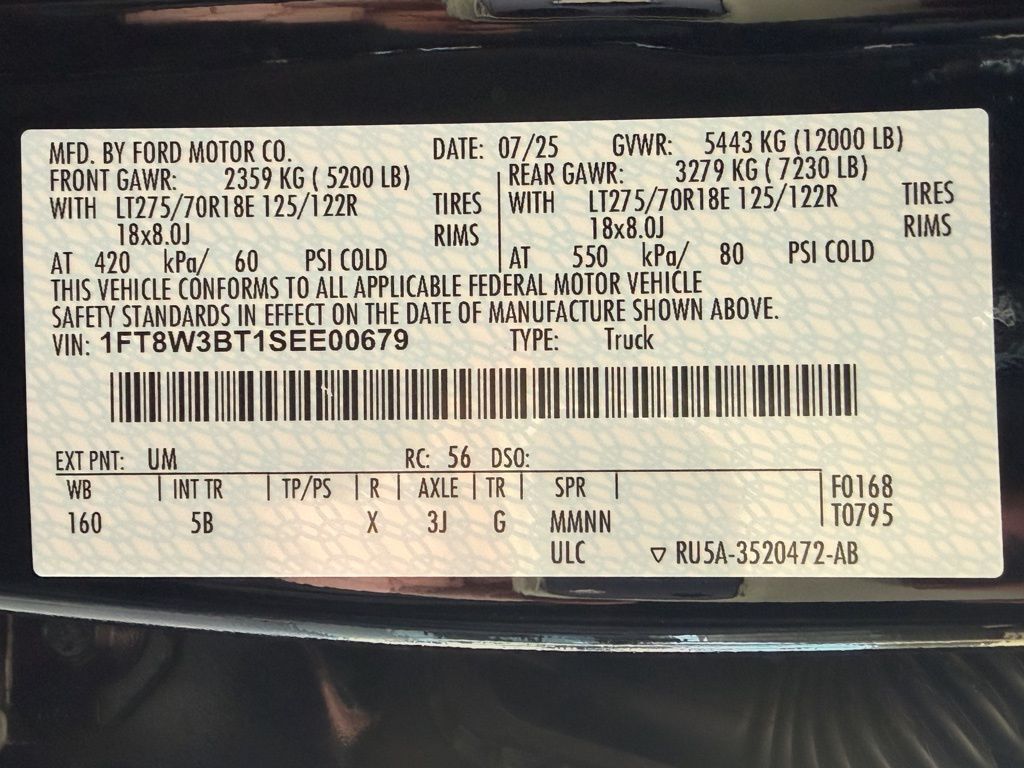 MFD. BY FORD MOTOR CO. DATE: 07/25 GVWR: 5443 KG (12000 LB)
FRONT GAWR: 2359 KG ( 5200 LB) REAR GAWR: 3279 KG ( 7230 LB)
WITH LT275/70R18E 125/122R TIRES WITH LT275/70R18E 125/122R TIRES
18x8.0J RIMS 18x8.0J RIMS
AT 420 kPa/ 60 PSI COLD AT 550 kPa/ 80 PSI COLD
THIS VEHICLE CONFORMS TO ALL APPLICABLE FEDERAL MOTOR VEHICLE
SAFETY STANDARDS IN EFFECT ON THE DATE OF MANUFACTURE SHOWN ABOVE.
VIN: 1FT8W3BT1SEE00679 TYPE: Truck
EXT PNT: UM RC: 56 DSO:
WB INT TR TP/PS R AXLE TR SPR F0168
160 5B X 3J G MMNN T0795
ULC ▽ RU5A-3520472-AB